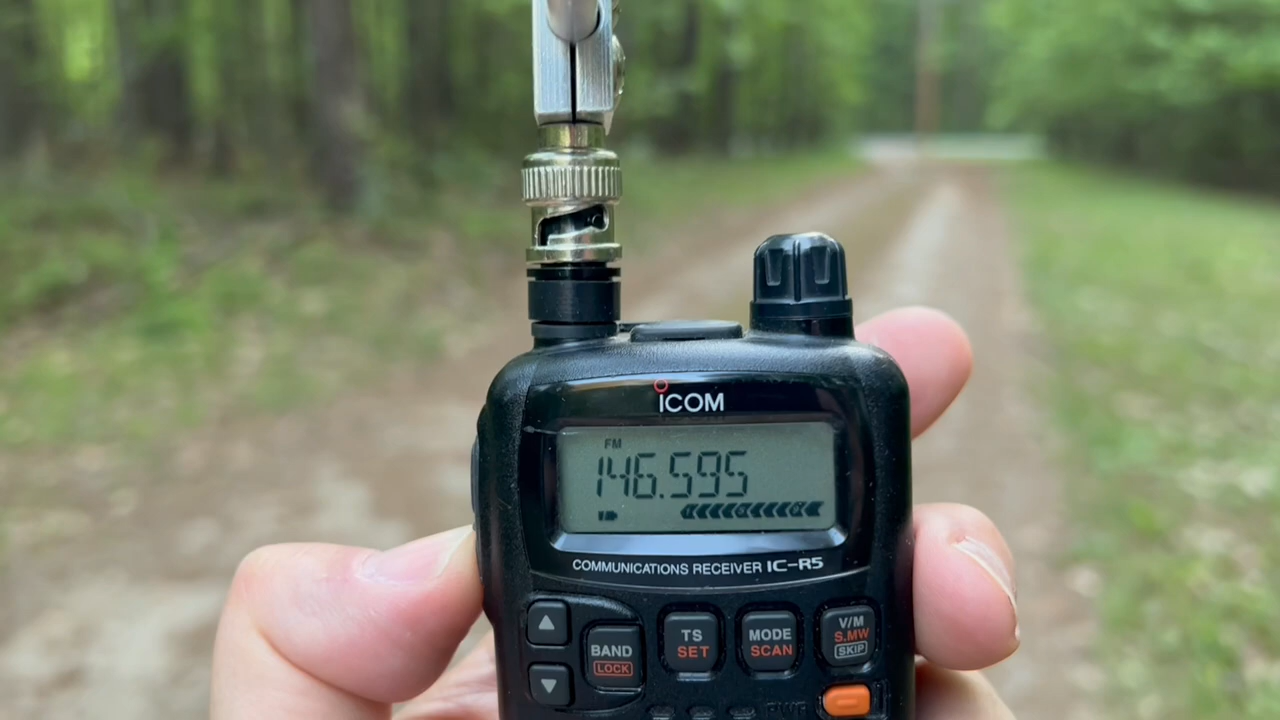 iCOM
FM
146.595
COMMUNICATIONS RECEIVER IC-R5
BAND
LOCK
TS
SET
MODE
SCAN
V/M
S.MW
SKIP